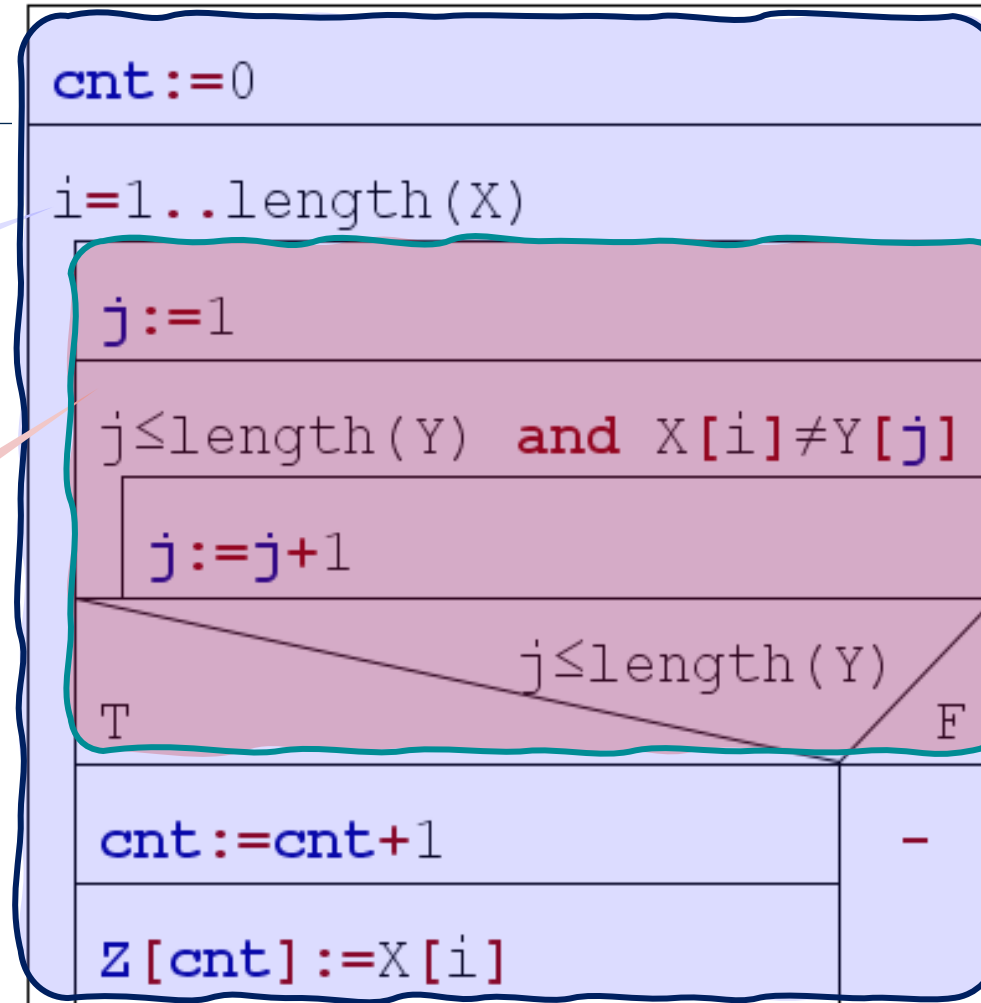 cnt:=0
i=1..length(X)
j:=1
j≤length(Y) and X[i]≠Y[j]
j:=j+1
j≤length(Y)
T F
cnt:=cnt+1 -
Z[cnt]:=X[i]